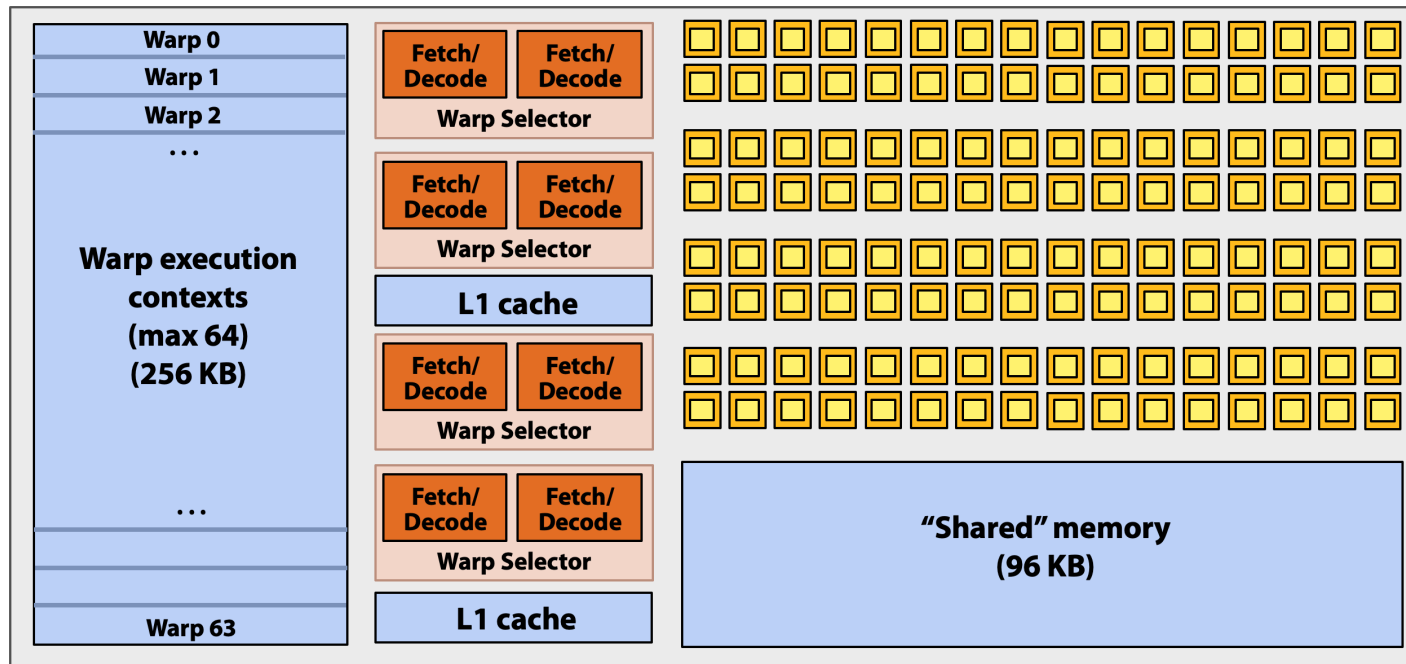 Warp 0
Warp 1
Warp 2
...
Warp execution
contexts
(max 64)
(256 KB)
...
Warp 63
Fetch/
Decode
Fetch/
Decode
Warp Selector
Fetch/
Decode
Fetch/
Decode
Warp Selector
L1 cache
Fetch/
Decode
Fetch/
Decode
Warp Selector
Fetch/
Decode
Fetch/
Decode
Warp Selector
L1 cache
“Shared” memory
(96 KB)